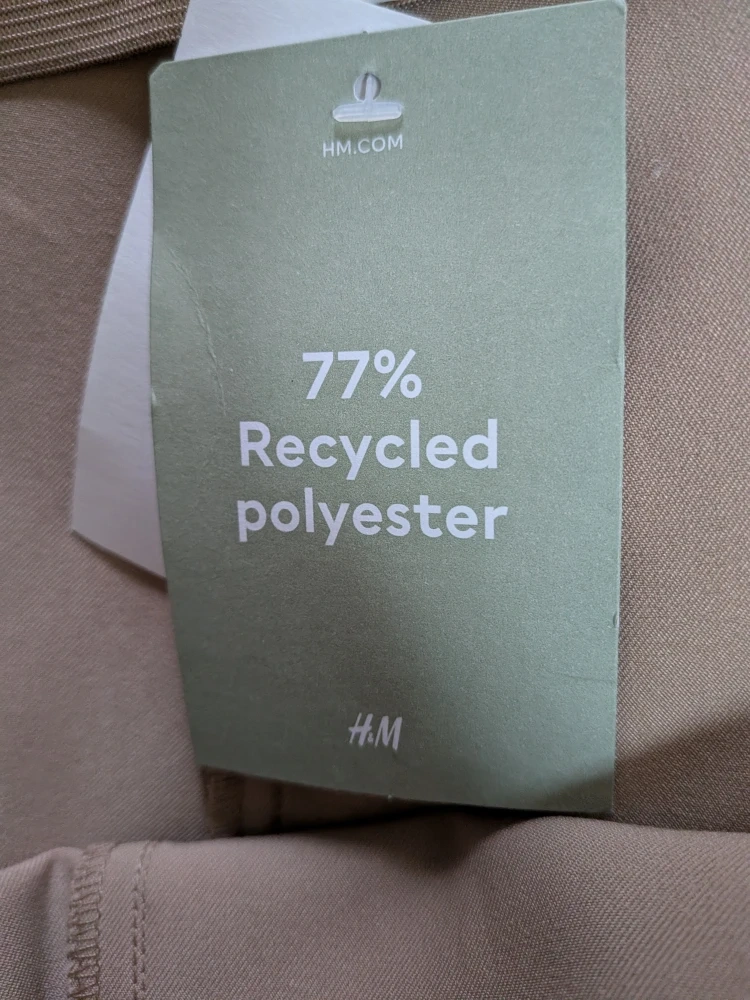 HM.COM
77%
Recycled
polyester
H&M